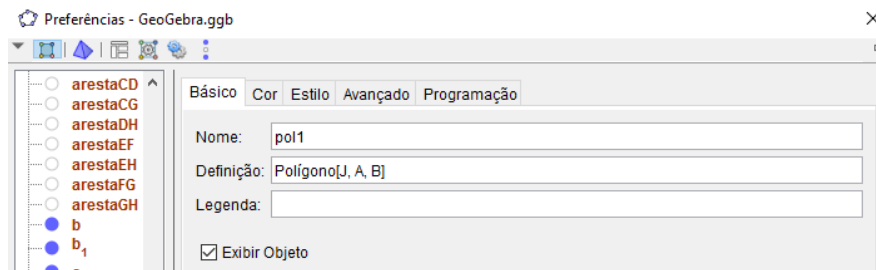 Preferências - GeoGebra.ggb
arestaCD
arestaCG
arestaDH
arestaEF
arestaEH
arestaFG
arestaGH
b
b₁
Básico Cor Estilo Avançado Programação
Nome: pol1
Definição: Polígono[J, A, B]
Legenda:
Exibir Objeto